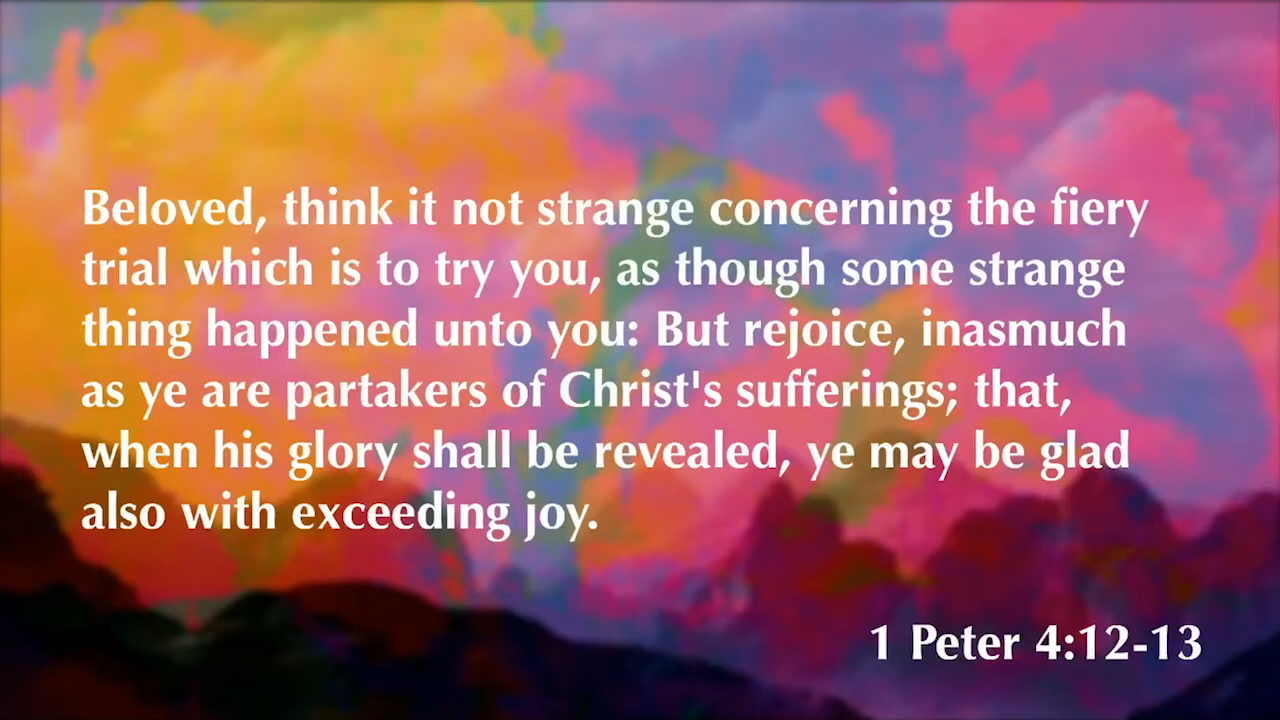 Beloved, think it not strange concerning the fiery
trial which is to try you, as though some strange
thing happened unto you: But rejoice, inasmuch
as ye are partakers of Christ's sufferings; that,
when his glory shall be revealed, ye may be glad
also with exceeding joy.
1 Peter 4:12-13